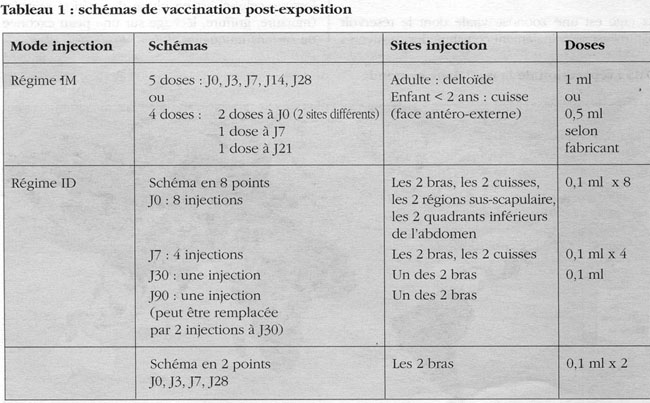 Tableau 1 : schémas de vaccination post-exposition
Mode injection Schémas Sites injection Doses
Régime IM 5 doses : J0, J3, J7, J14, J28 Adulte : deltoïde 1 ml
ou Enfant < 2 ans : cuisse ou
4 doses : 2 doses à J0 (2 sites différents) (face antéro-externe) 0,5 ml
1 dose à J7 selon
1 dose à J21 fabricant
Régime ID Schéma en 8 points Les 2 bras, les 2 cuisses, 0,1 ml x 8
J0 : 8 injections les 2 régions sus-scapulaire,
les 2 quadrants inférieurs
de l'abdomen
J7 : 4 injections Les 2 bras, les 2 cuisses 0,1 ml x 4
J30 : une injection Un des 2 bras 0,1 ml
J90 : une injection Un des 2 bras
(peut être remplacée
par 2 injections à J30)
Schéma en 2 points Les 2 bras 0,1 ml x 2
J0, J3, J7, J28